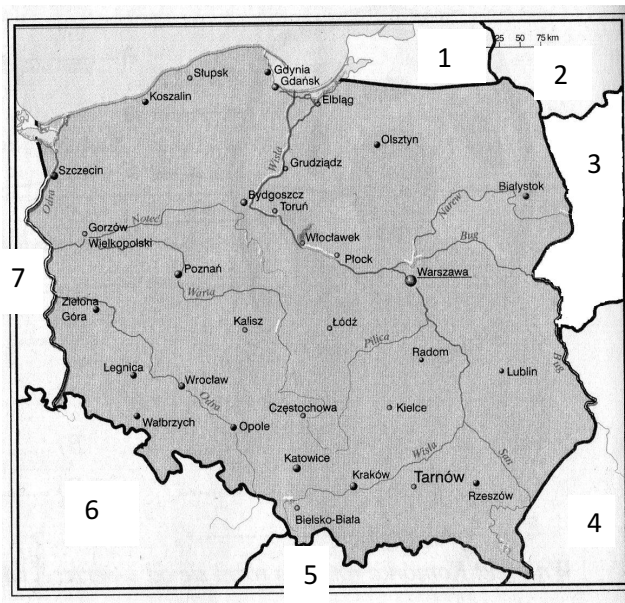 1
25 50 75 km
2
Słupsk
Gdynia
Gdańsk
Koszalin
Elbląg
Olsztyn
Wisła
3
Szczecin
Grudziądz
Białystok
Odra
Bydgoszcz
Toruń
Narew
Gorzów
Wielkopolski
Noteć
Włocławek
Bug
Płock
7
Poznań
Warszawa
Warta
Zielona
Góra
Kalisz
Łódź
Pilica
Radom
Bug
Legnica
Wrocław
Lublin
Odra
Wałbrzych
Opole
Częstochowa
Kielce
Katowice
Wisła
San
Kraków
Tarnów
Rzeszów
6
Bielsko-Biała
4
5